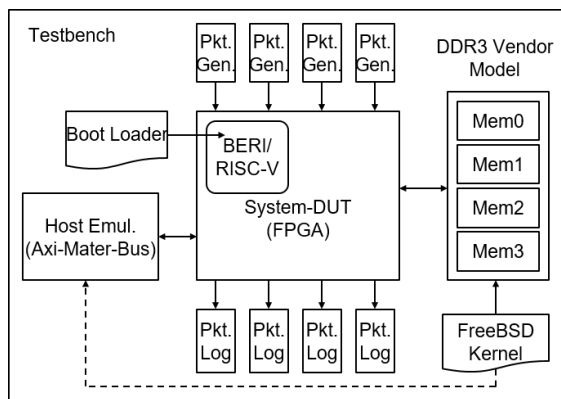 Testbench
Pkt. Gen.
Pkt. Gen.
Pkt. Gen.
Pkt. Gen.
DDR3 Vendor
Model
Boot Loader
BERI/
RISC-V
Mem0
Mem1
Mem2
Mem3
System-DUT
(FPGA)
Host Emul.
(Axi-Mater-Bus)
Pkt. Log
Pkt. Log
Pkt. Log
Pkt. Log
FreeBSD
Kernel